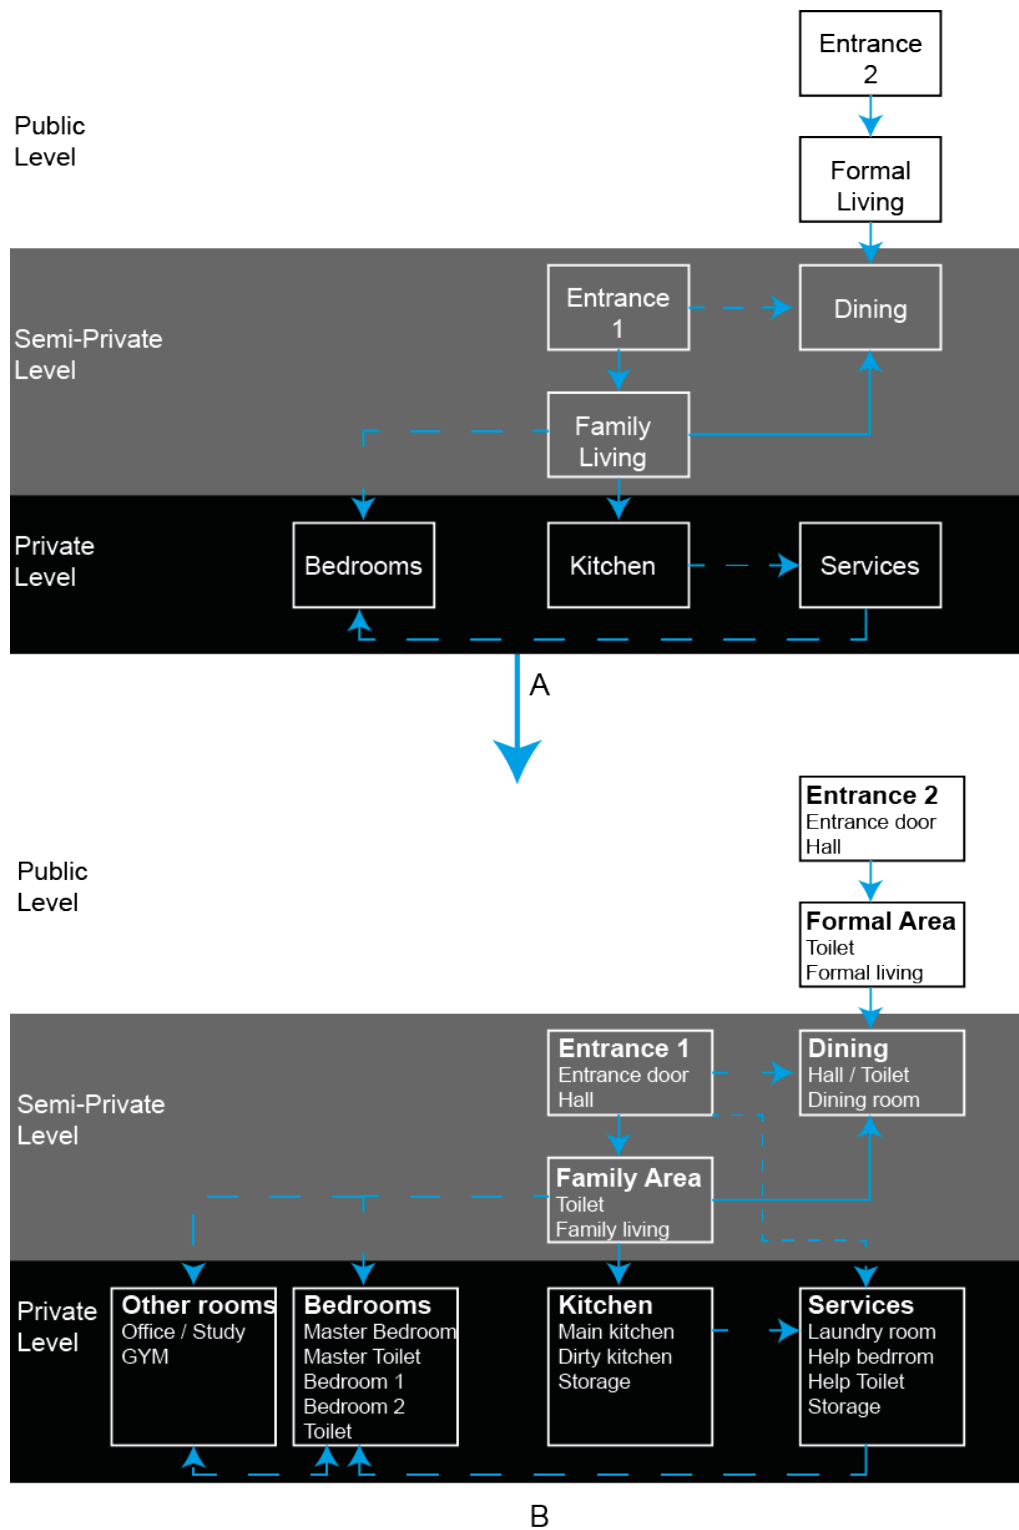 Entrance
2
Public
Level
Formal
Living
Semi-Private
Level
Entrance
1
Dining
Family
Living
Private
Level
Bedrooms
Kitchen
Services
A
Public
Level
Entrance 2
Entrance door
Hall
Formal Area
Toilet
Formal living
Semi-Private
Level
Entrance 1
Entrance door
Hall
Dining
Hall / Toilet
Dining room
Family Area
Toilet
Family living
Private
Level
Other rooms
Office / Study
GYM
Bedrooms
Master Bedroom
Master Toilet
Bedroom 1
Bedroom 2
Toilet
Kitchen
Main kitchen
Dirty kitchen
Storage
Services
Laundry room
Help bedrrom
Help Toilet
Storage
B